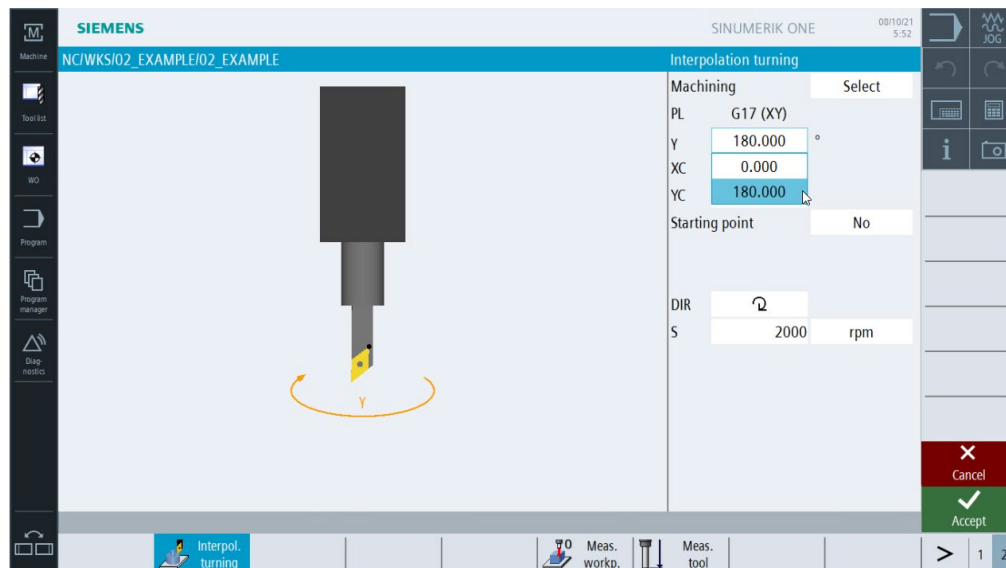 SIEMENS
SINUMERIK ONE
08/10/21
5:52
M
Machine
Tool list
WO
Program
Program
manager
Diag-
nostics
NC/WKS/02_EXAMPLE/02_EXAMPLE
Y
Interpolation turning
Machining Select
PL G17 (XY)
Y 180.000 °
XC 0.000
YC 180.000
Starting point No
DIR
S 2000 rpm
JOG
i
Cancel
Accept
Interpol.
turning
Meas.
workp.
Meas.
tool
> 1 2